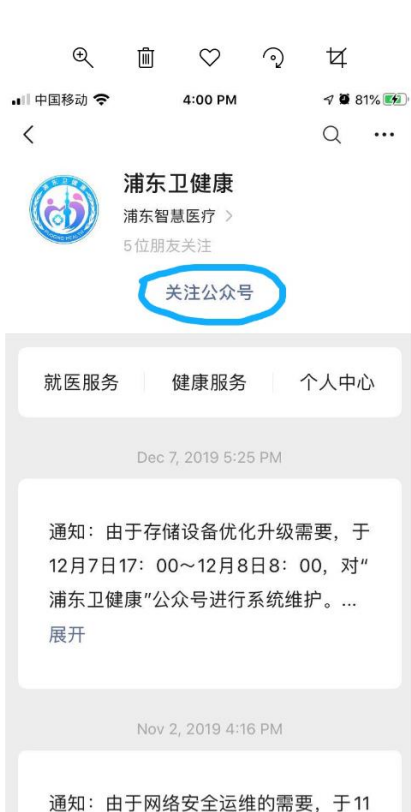 中国移动 4:00 PM 81%
浦东卫健康
浦东智慧医疗
5位朋友关注
关注公众号
就医服务 健康服务 个人中心
Dec 7, 2019 5:25 PM
通知：由于存储设备优化升级需要，于
12月7日17：00～12月8日8：00，对“
浦东卫健康”公众号进行系统维护。...
展开
Nov 2, 2019 4:16 PM
通知：由于网络安全运维的需要，于11